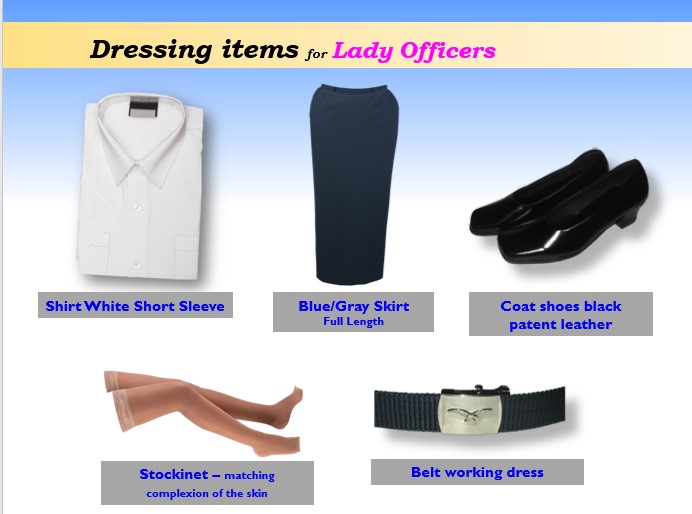 Dressing items for Lady Officers
Shirt White Short Sleeve
Blue/Gray Skirt
Full Length
Coat shoes black
patent leather
Stockinet – matching
complexion of the skin
Belt working dress